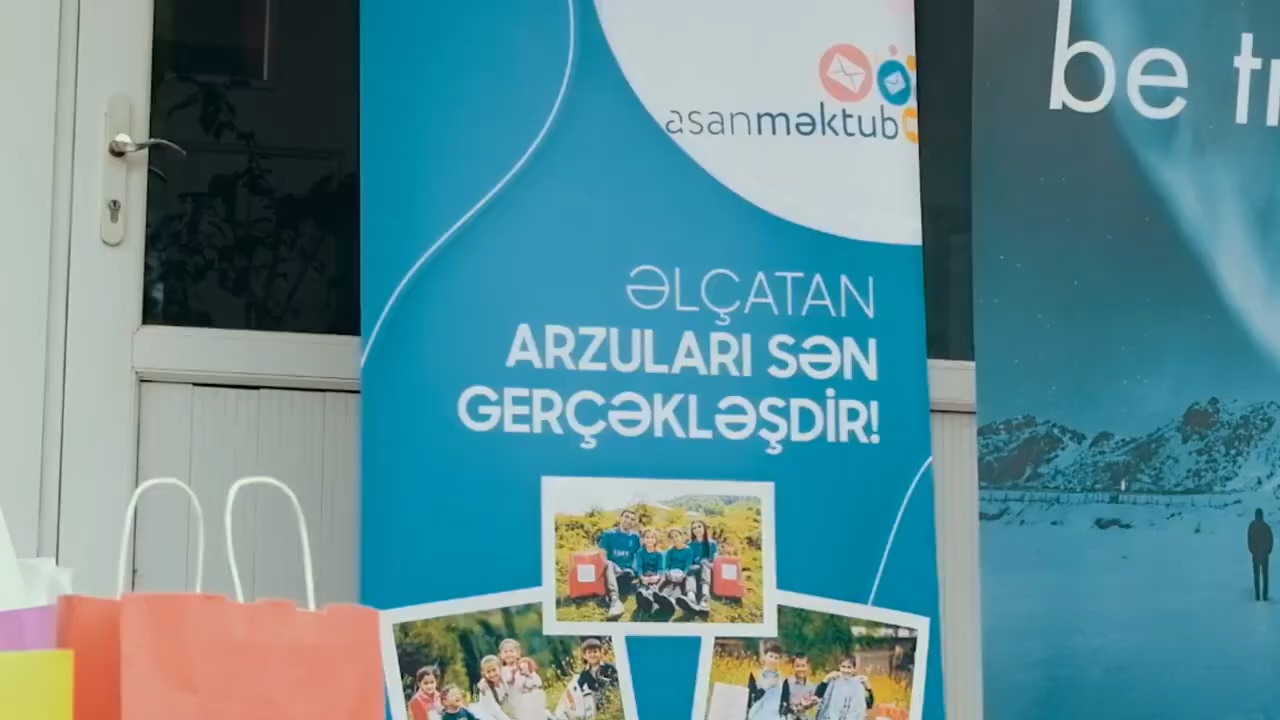 asanməktub
ƏLÇATAN
ARZULARI SƏN
GERÇƏKLƏŞDİR!
be